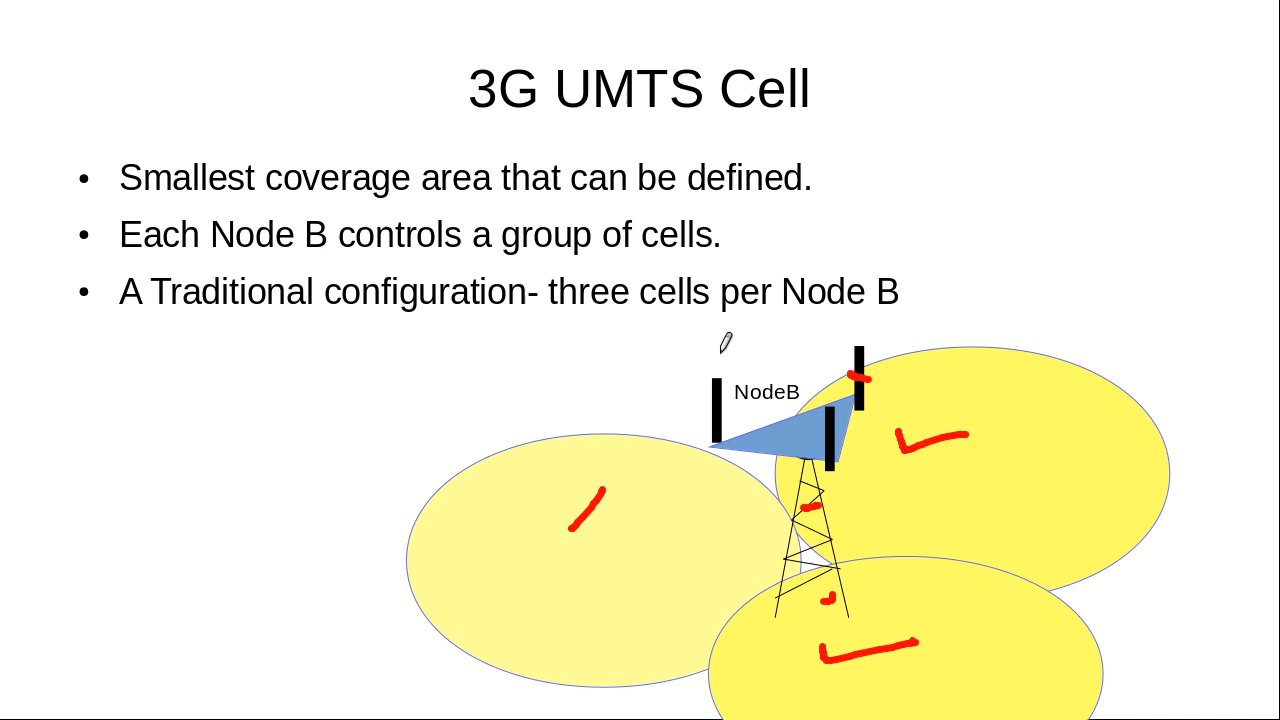 3G UMTS Cell
• Smallest coverage area that can be defined.
• Each Node B controls a group of cells.
• A Traditional configuration- three cells per Node B
NodeB